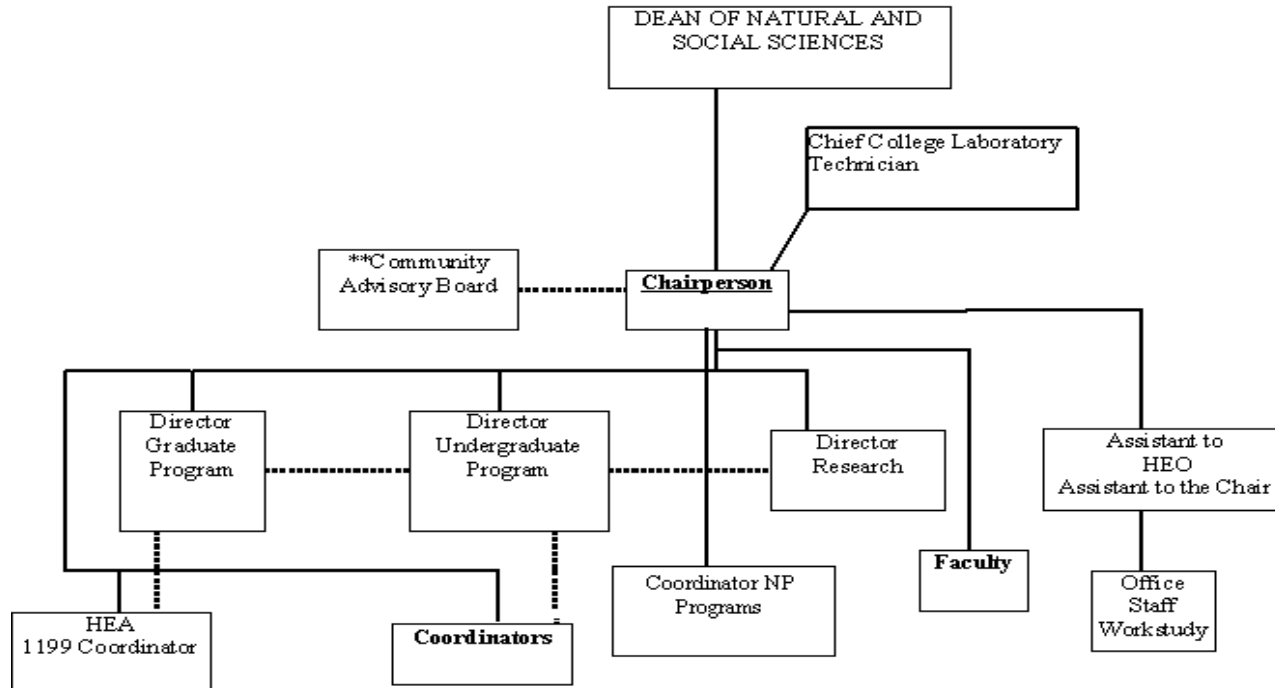 DEAN OF NATURAL AND
SOCIAL SCIENCES
Chief College Laboratory
Technician
**Community
Advisory Board
Chairperson
Director
Graduate
Program
Director
Undergraduate
Program
Director
Research
Assistant to
HEO
Assistant to the Chair
HEA
1199 Coordinator
Coordinators
Coordinator NP
Programs
Faculty
Office
Staff
Workstudy